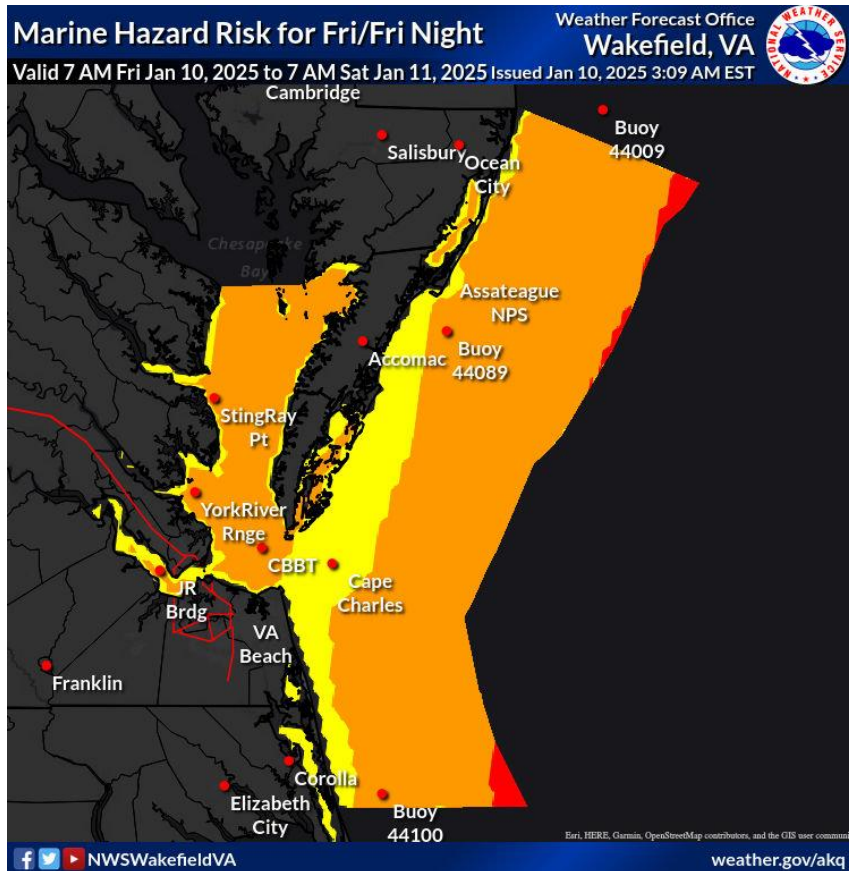 Marine Hazard Risk for Fri/Fri Night
Weather Forecast Office
Wakefield, VA
Valid 7 AM Fri Jan 10, 2025 to 7 AM Sat Jan 11, 2025
Issued Jan 10, 2025 3:09 AM EST
NATIONAL WEATHER SERVICE
Cambridge
Buoy
44009
Salisbury
Ocean
City
Chesapeake
Bay
Assateague
NPS
Accomac
Buoy
44089
StingRay
Pt
YorkRiver
Rnge
CBBT
Cape
Charles
JR
Brdg
VA
Beach
Franklin
Corolla
Elizabeth
City
Buoy
44100
Esri, HERE, Garmin, OpenStreetMap contributors, and the GIS user communi
NWSWakefieldVA
weather.gov/akq